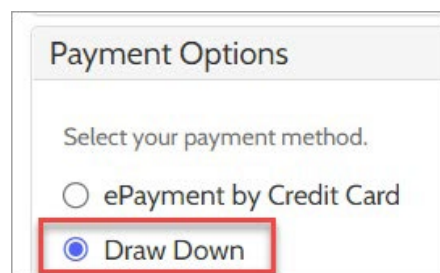 Payment Options
Select your payment method.
ePayment by Credit Card
Draw Down